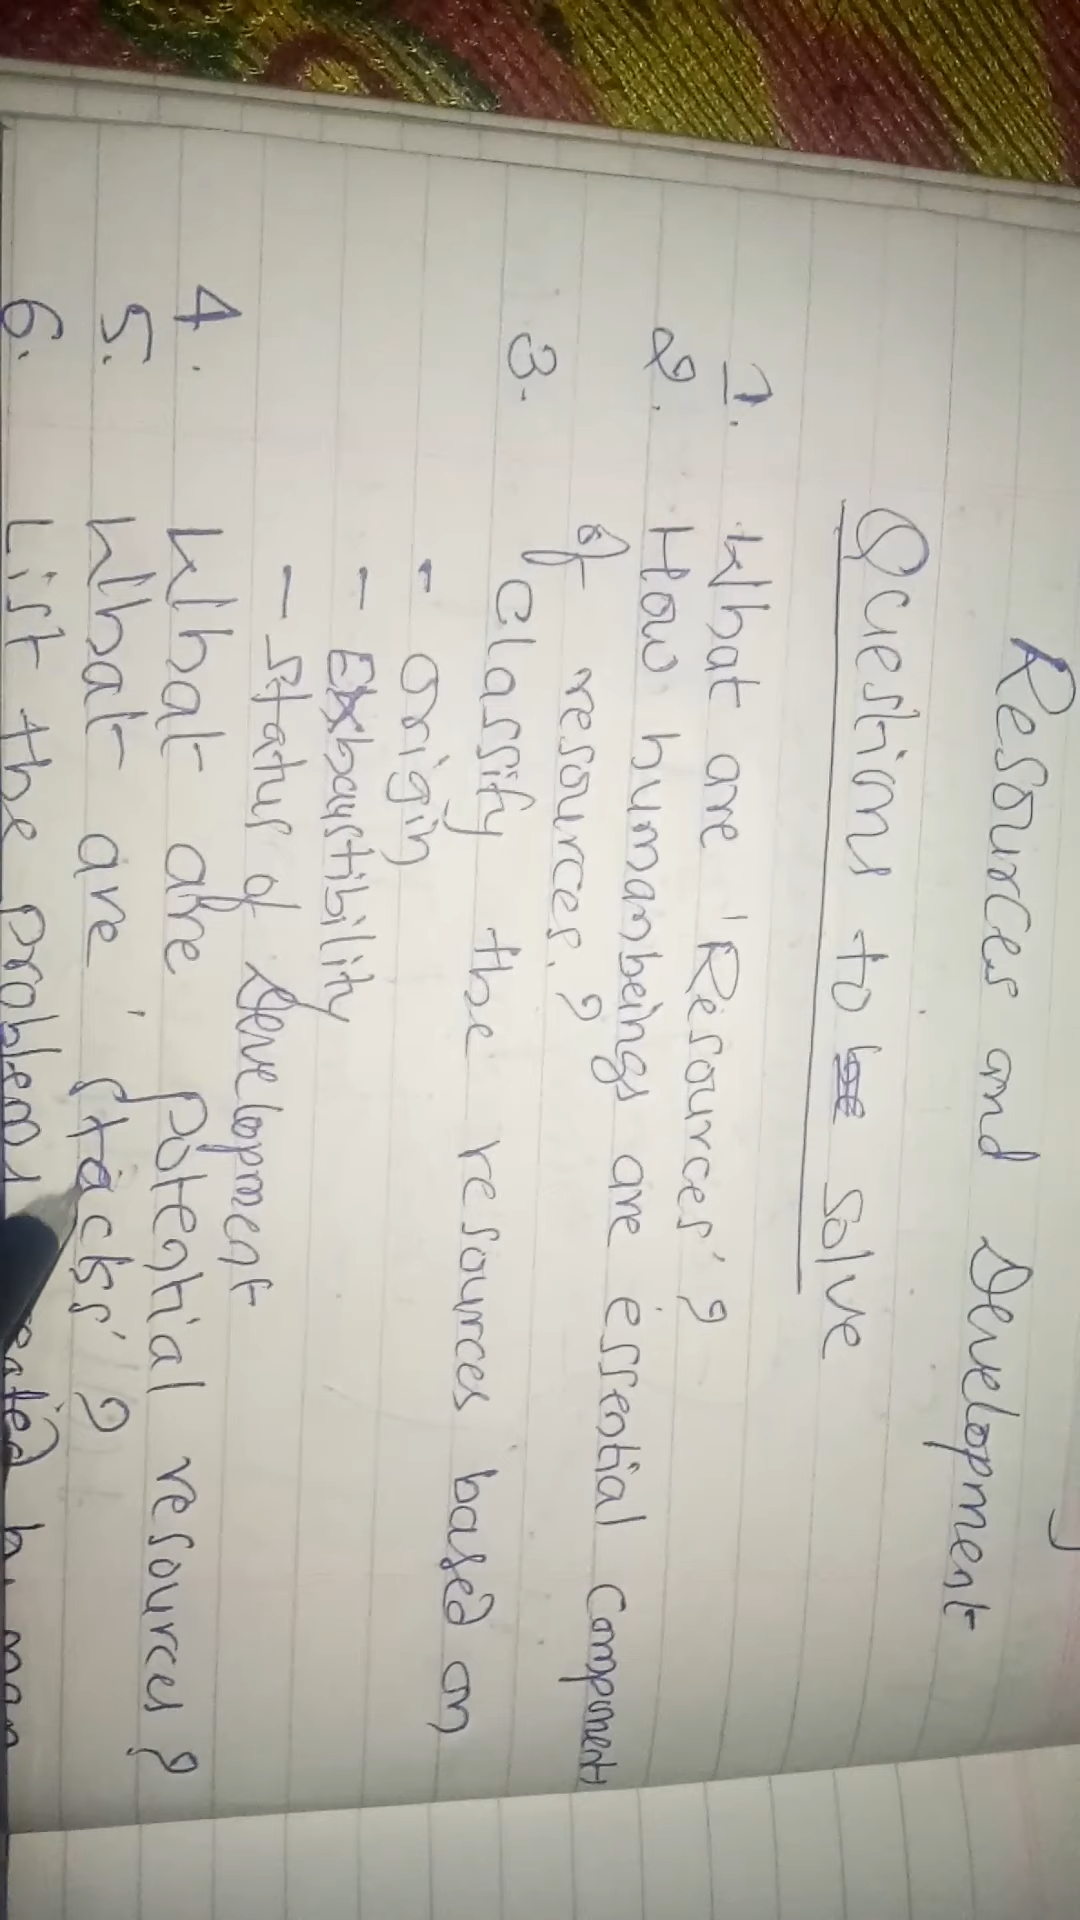 Resources and Development
Questions to solve
1. What are 'Resources'?
2. How humanbeings are essential Component
of resources?
3. Classify the resources based on
- Origin
- Exhaustibility
- Status of Development
4. What are Potential resources?
5. What are 'Stocks'?
6. List the Problems man